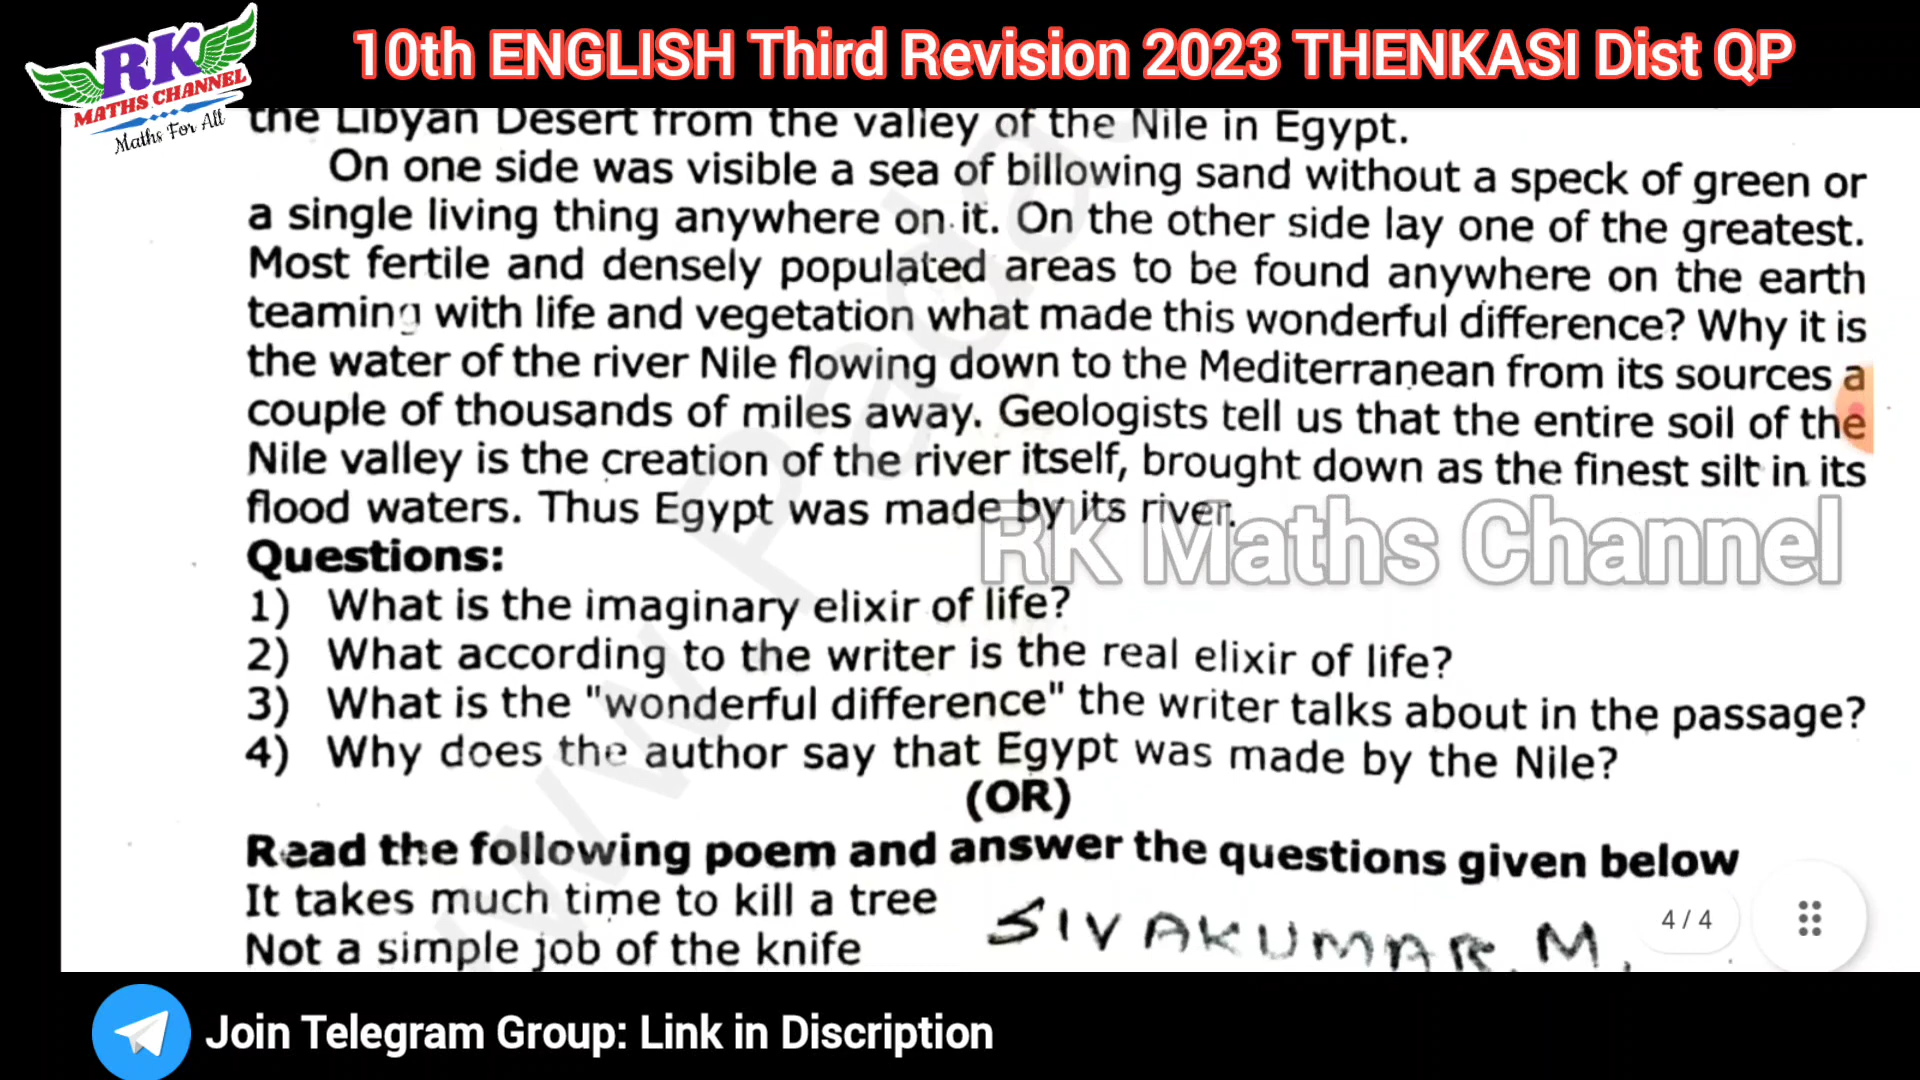 RK
MATHS CHANNEL
Maths For All
10th ENGLISH Third Revision 2023 THENKASI Dist QP
the Libyan Desert from the valley of the Nile in Egypt.
On one side was visible a sea of billowing sand without a speck of green or
a single living thing anywhere on it. On the other side lay one of the greatest.
Most fertile and densely populated areas to be found anywhere on the earth
teaming with life and vegetation what made this wonderful difference? Why it is
the water of the river Nile flowing down to the Mediterranean from its sources a
couple of thousands of miles away. Geologists tell us that the entire soil of the
Nile valley is the creation of the river itself, brought down as the finest silt in its
flood waters. Thus Egypt was made by its river.
RK Maths Channel
Questions:
1) What is the imaginary elixir of life?
2) What according to the writer is the real elixir of life?
3) What is the "wonderful difference" the writer talks about in the passage?
4) Why does the author say that Egypt was made by the Nile?
(OR)
Read the following poem and answer the questions given below
It takes much time to kill a tree
Not a simple job of the knife
SIVAKUMAR. M.
4 / 4
Join Telegram Group: Link in Discription